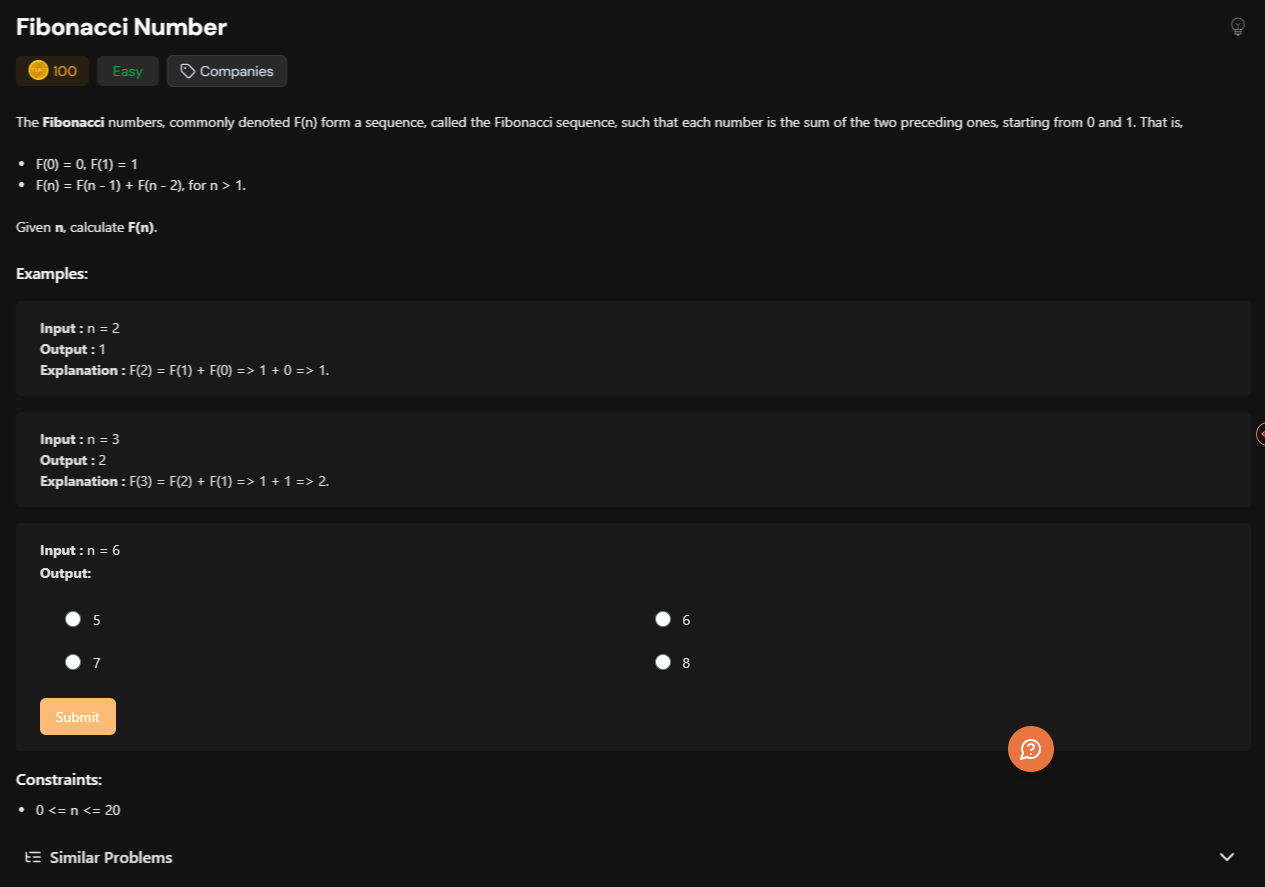 Fibonacci Number
100 Easy Companies
The Fibonacci numbers, commonly denoted F(n) form a sequence, called the Fibonacci sequence, such that each number is the sum of the two preceding ones, starting from 0 and 1. That is,
• F(0) = 0, F(1) = 1
• F(n) = F(n - 1) + F(n - 2), for n > 1.
Given n, calculate F(n).
Examples:
Input : n = 2
Output : 1
Explanation : F(2) = F(1) + F(0) => 1 + 0 => 1.
Input : n = 3
Output : 2
Explanation : F(3) = F(2) + F(1) => 1 + 1 => 2.
Input : n = 6
Output:
5 6
7 8
Submit
Constraints:
• 0 <= n <= 20
Similar Problems